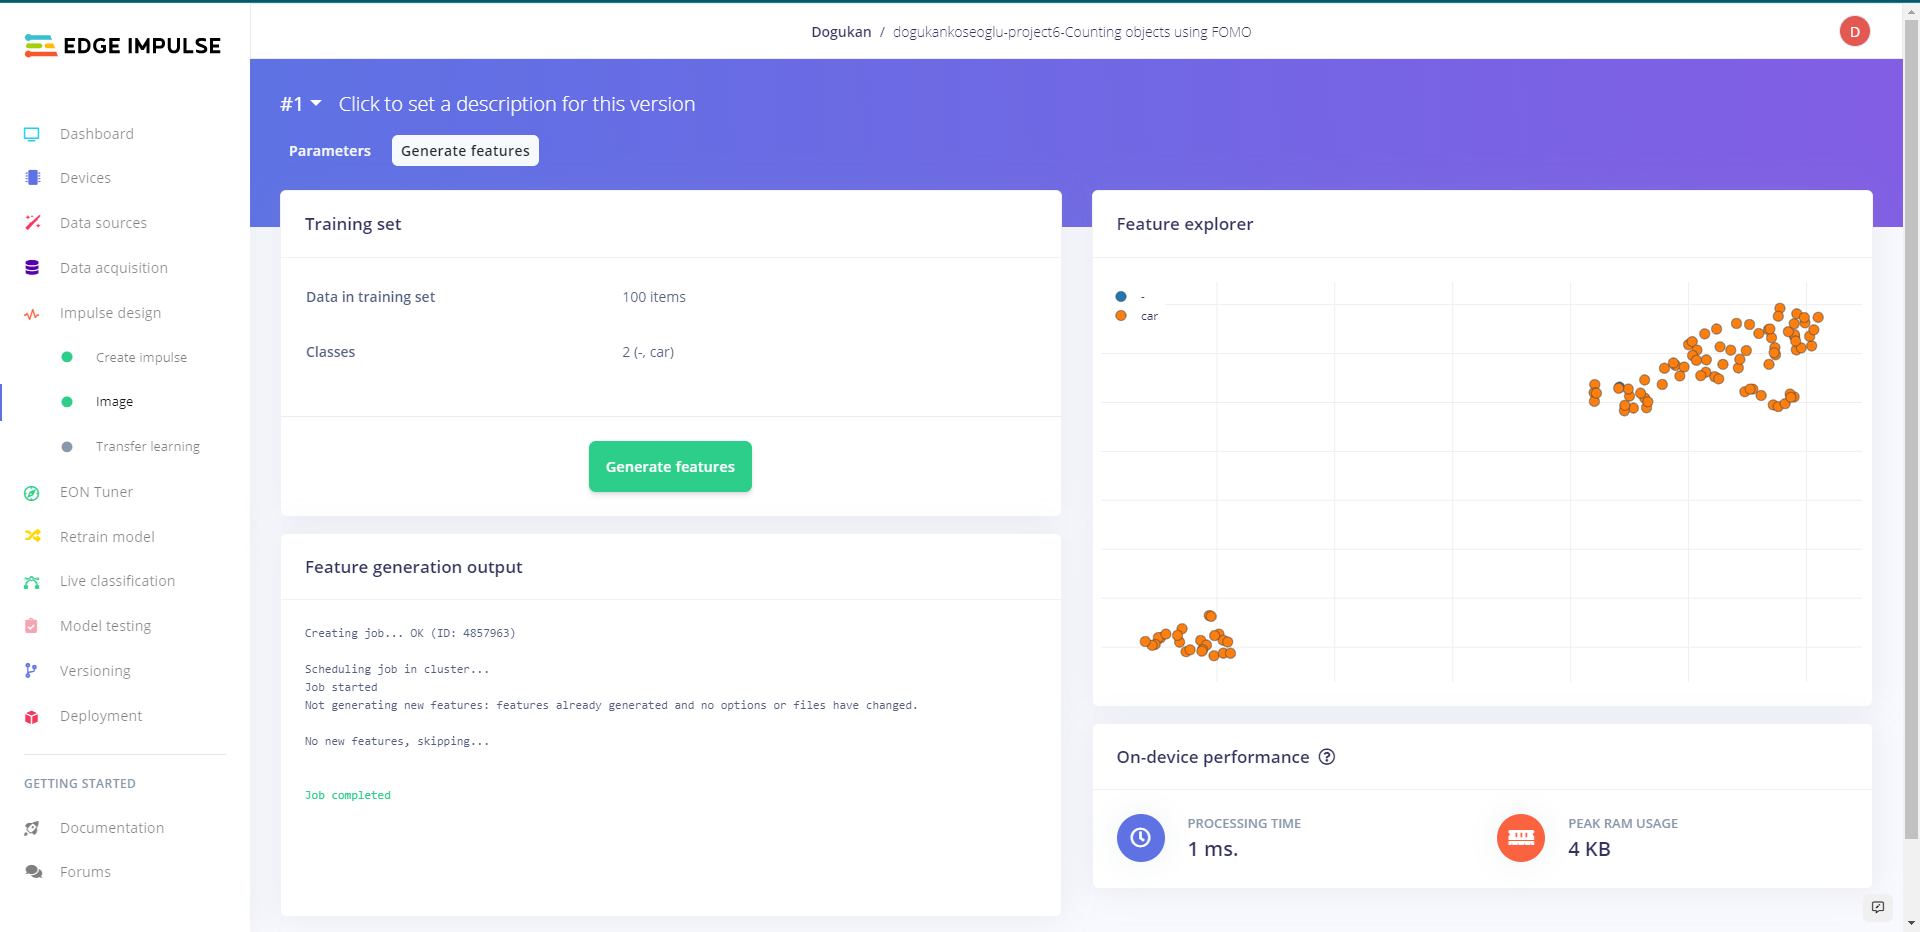 EDGE IMPULSE
Dogukan / dogukankoseoglu-project6-Counting objects using FOMO
D
#1 Click to set a description for this version
Parameters
Generate features
Dashboard
Devices
Data sources
Data acquisition
Impulse design
Create impulse
Image
Transfer learning
EON Tuner
Retrain model
Live classification
Model testing
Versioning
Deployment
GETTING STARTED
Documentation
Forums
Training set
Data in training set 100 items
Classes 2 (-, car)
Generate features
Feature generation output
Creating job... OK (ID: 4857963)
Scheduling job in cluster...
Job started
Not generating new features: features already generated and no options or files have changed.
No new features, skipping...
Job completed
Feature explorer
-
car
On-device performance ?
PROCESSING TIME
1 ms.
PEAK RAM USAGE
4 KB